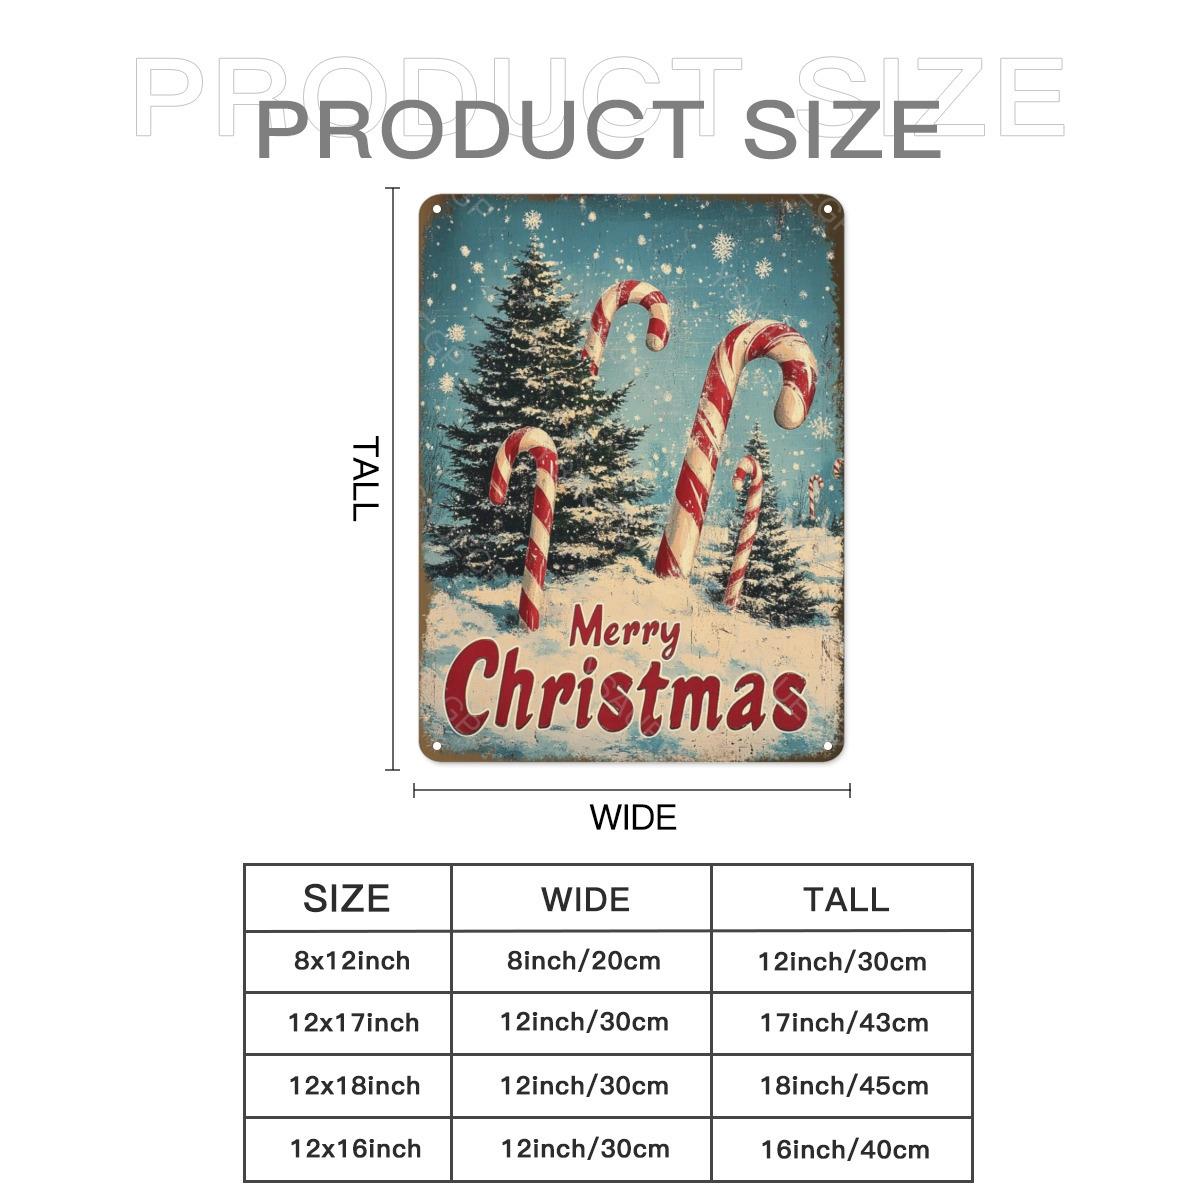 PRODUCT SIZE
PRODUCT SIZE
TALL
Merry
Christmas
WIDE
SIZE WIDE TALL
8x12inch 8inch/20cm 12inch/30cm
12x17inch 12inch/30cm 17inch/43cm
12x18inch 12inch/30cm 18inch/45cm
12x16inch 12inch/30cm 16inch/40cm